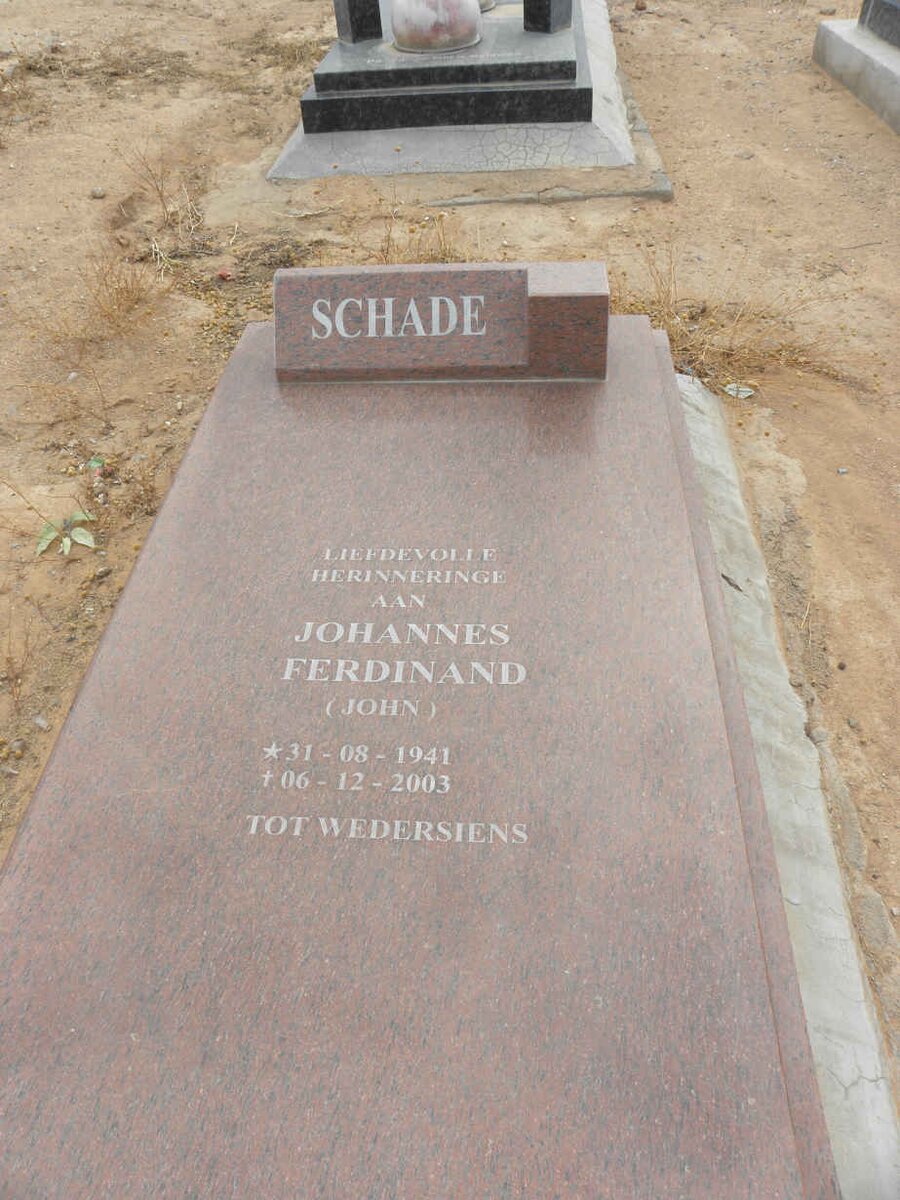 SCHADE
LIEFDEVOLLE
HERINNERINGE
AAN
JOHANNES
FERDINAND
( JOHN )
★31 - 08 - 1941
†06 - 12 - 2003
TOT WEDERSIENS